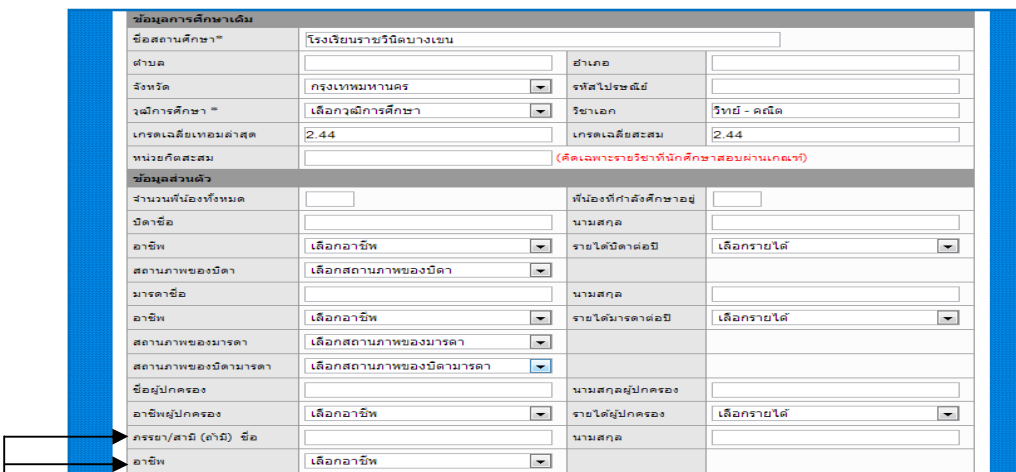 ข้อมูลการศึกษาเดิม
ชื่อสถานศึกษา* โรงเรียนราชวินิตบางเขน
ตำบล อำเภอ
จังหวัด กรุงเทพมหานคร รหัสไปรษณีย์
วุฒิการศึกษา * เลือกวุฒิการศึกษา วิชาเอก วิทย์ - คณิต
เกรดเฉลี่ยเทอมล่าสุด 2.44 เกรดเฉลี่ยสะสม 2.44
หน่วยกิตสะสม (คิดเฉพาะรายวิชาที่นักศึกษาสอบผ่านเกณฑ์)
ข้อมูลส่วนตัว
จำนวนพี่น้องทั้งหมด พี่น้องที่กำลังศึกษาอยู่
บิดาชื่อ นามสกุล
อาชีพ เลือกอาชีพ รายได้บิดาต่อปี เลือกรายได้
สถานภาพของบิดา เลือกสถานภาพของบิดา
มารดาชื่อ นามสกุล
อาชีพ เลือกอาชีพ รายได้มารดาต่อปี เลือกรายได้
สถานภาพของมารดา เลือกสถานภาพของมารดา
สถานภาพของบิดามารดา เลือกสถานภาพของบิดามารดา
ชื่อผู้ปกครอง นามสกุลผู้ปกครอง
อาชีพผู้ปกครอง เลือกอาชีพ รายได้ผู้ปกครอง เลือกรายได้
ภรรยา/สามี (ถ้ามี) ชื่อ นามสกุล
อาชีพ เลือกอาชีพ